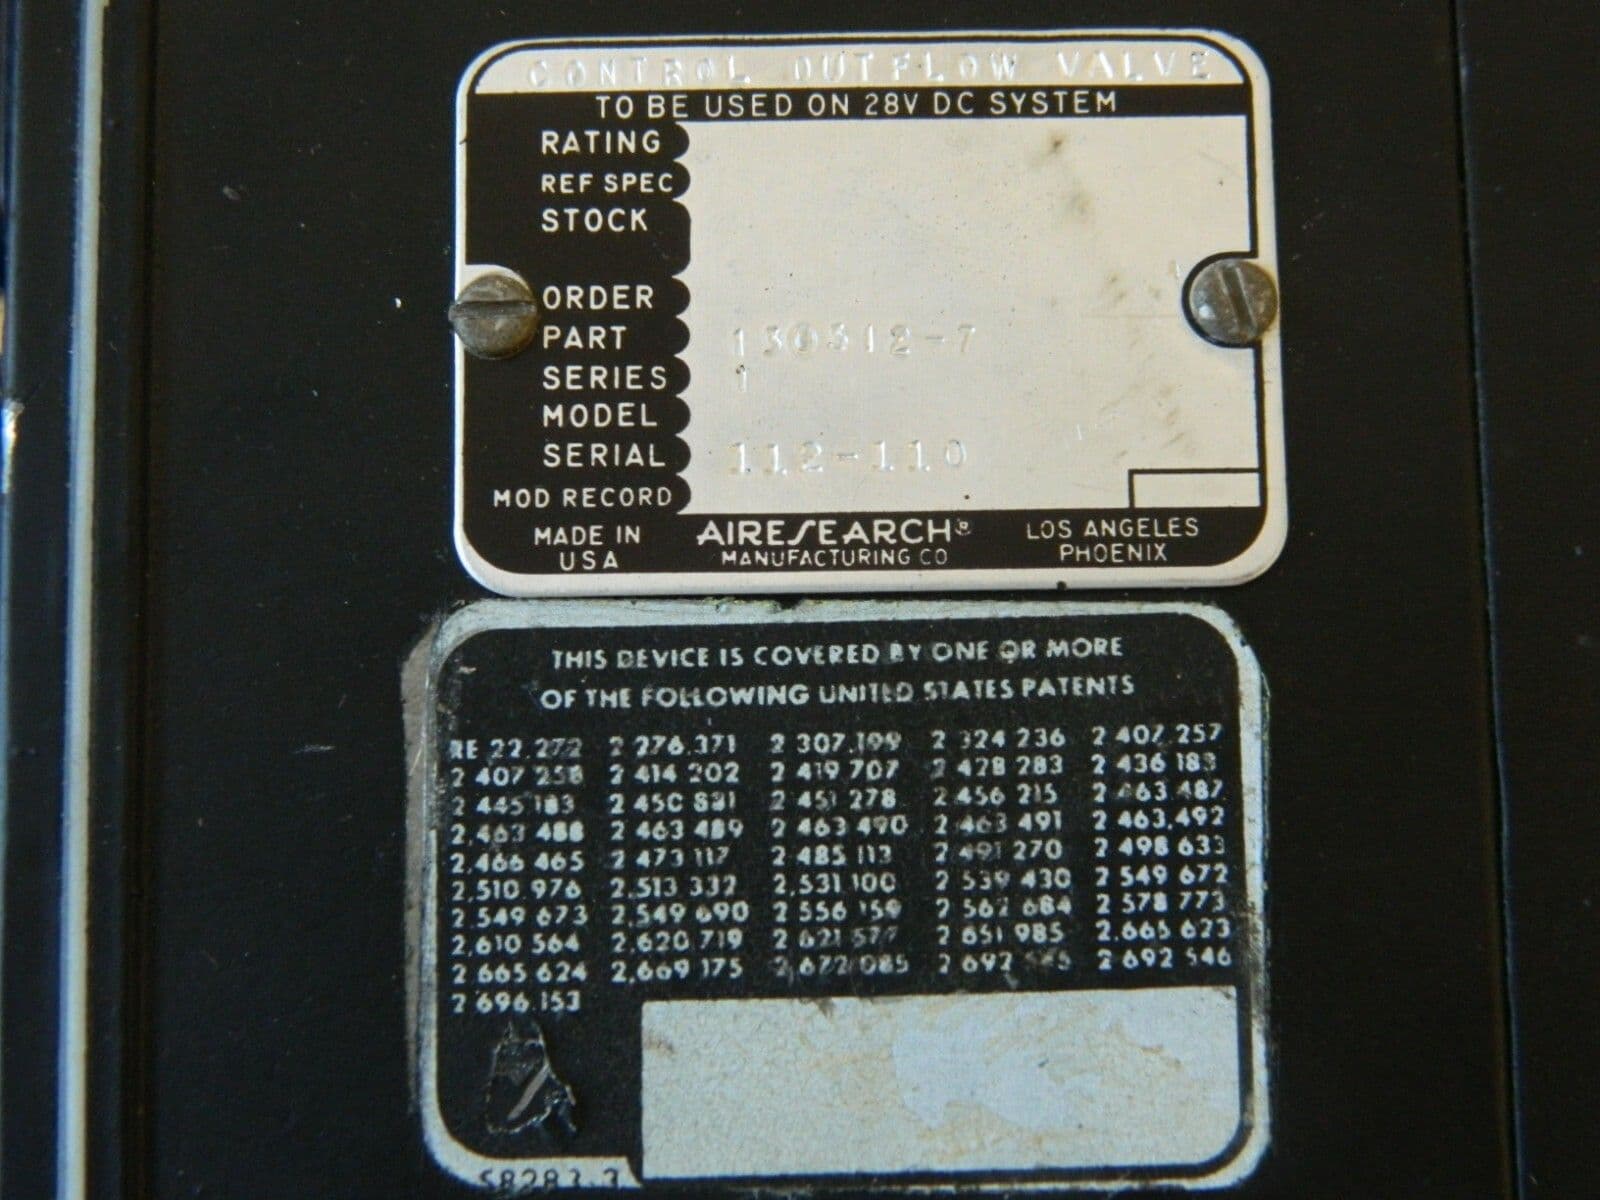 CONTROL OUTFLOW VALVE
TO BE USED ON 28V DC SYSTEM
RATING
REF SPEC
STOCK
ORDER
PART 130312-7
SERIES 1
MODEL
SERIAL 112-110
MOD RECORD
MADE IN AIRESEARCH® LOS ANGELES
USA MANUFACTURING CO PHOENIX
THIS DEVICE IS COVERED BY ONE OR MORE
OF THE FOLLOWING UNITED STATES PATENTS
RE 22.272 2 276.371 2 307.199 2 324 236 2 407.257
2 407 258 2 414 202 2 419 707 2 428 283 2 436 183
2 445 183 2 450 831 2 451 278 2 456 215 2 463 487
2,463 488 2 463 489 2 463 490 2 463 491 2 463,492
2,466 465 2 473 117 2 485 113 2 491 270 2 498 633
2,510 976 2,513 332 2,531 100 2 539 430 2 549 672
2,549 673 2,549 690 2 556 159 2 562 684 2 578 773
2,610 564 2,620 719 2 621 577 2 651 985 2.665 623
2 665 624 2,669 175 2,672 085 2 692 2 692 546
2 696.153